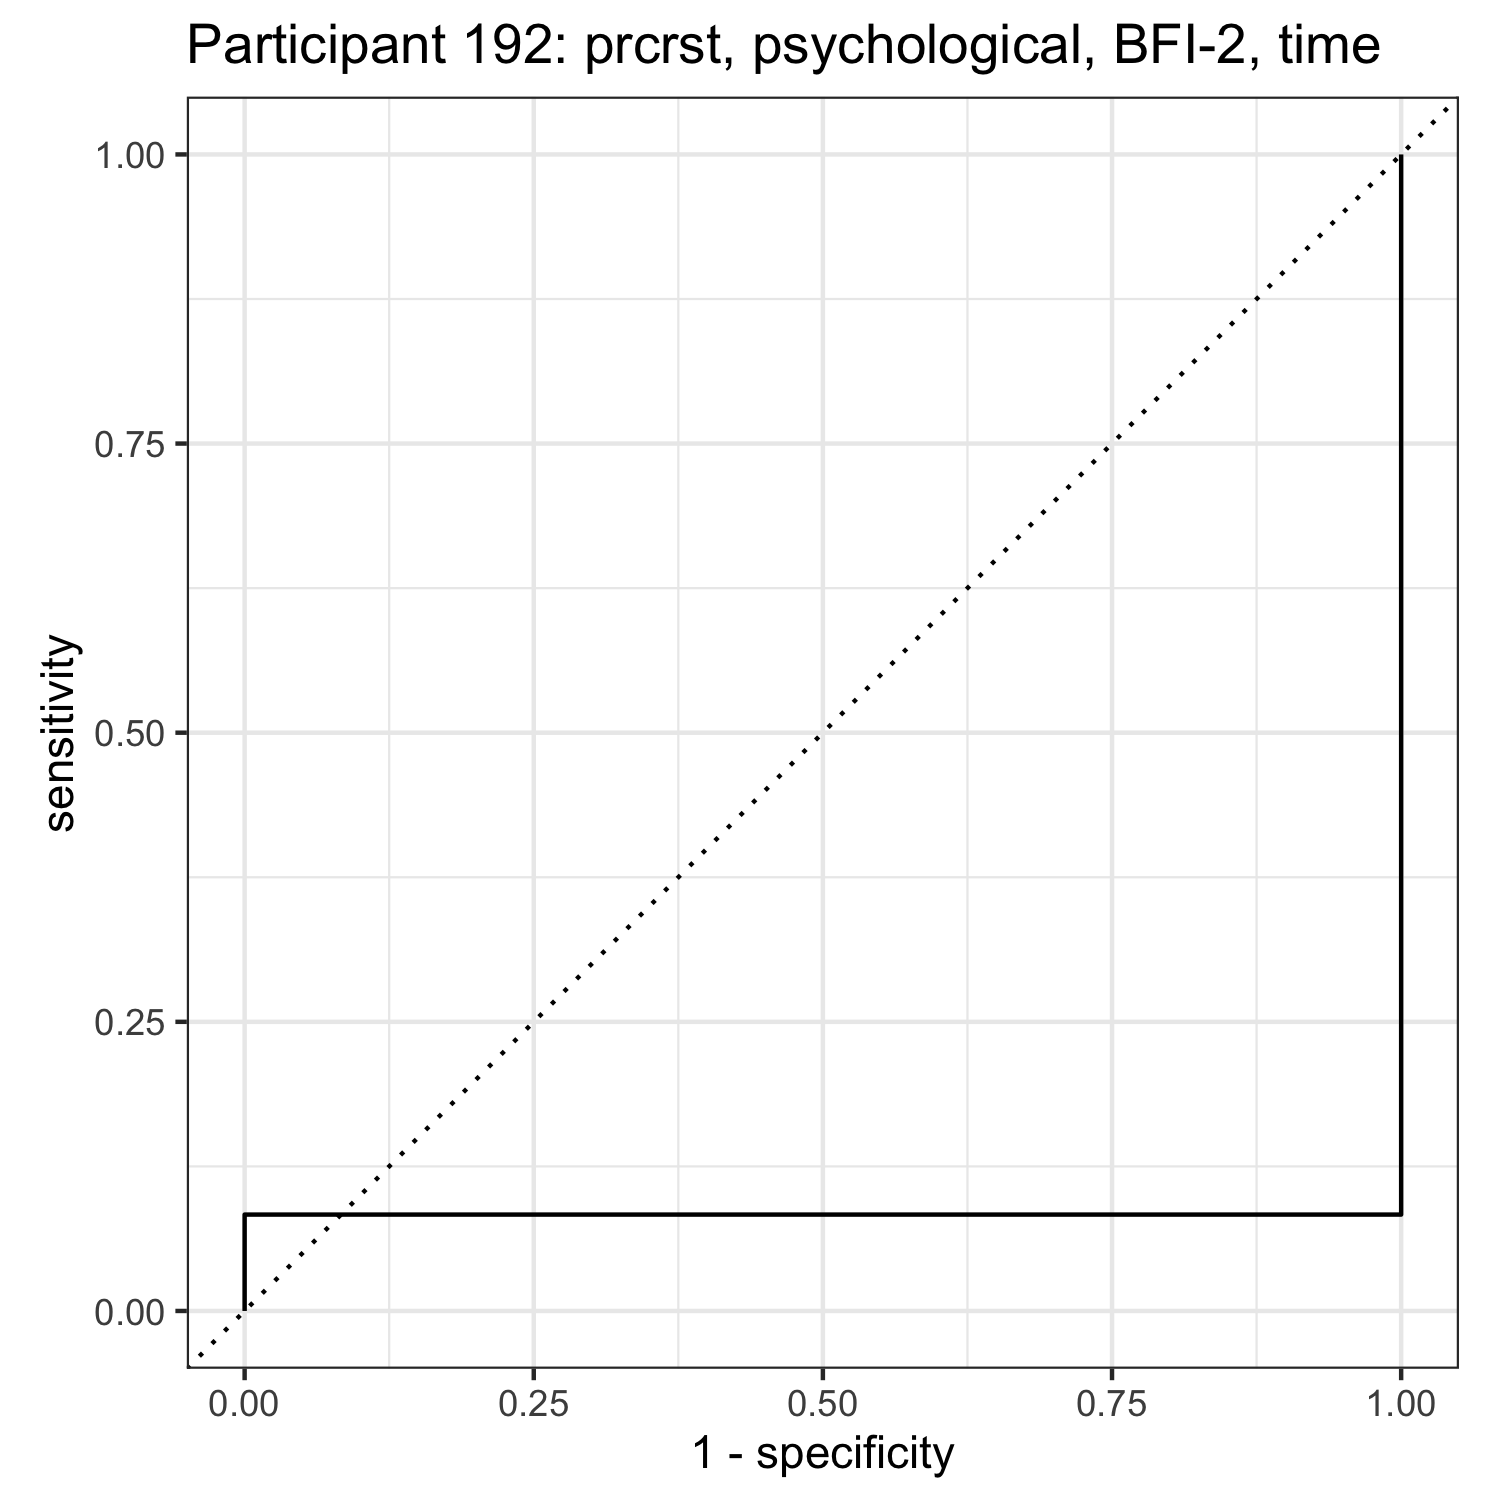 Participant 192: prcrst, psychological, BFI-2, time
sensitivity
1.00
0.75
0.50
0.25
0.00
0.00 0.25 0.50 0.75 1.00
1 - specificity